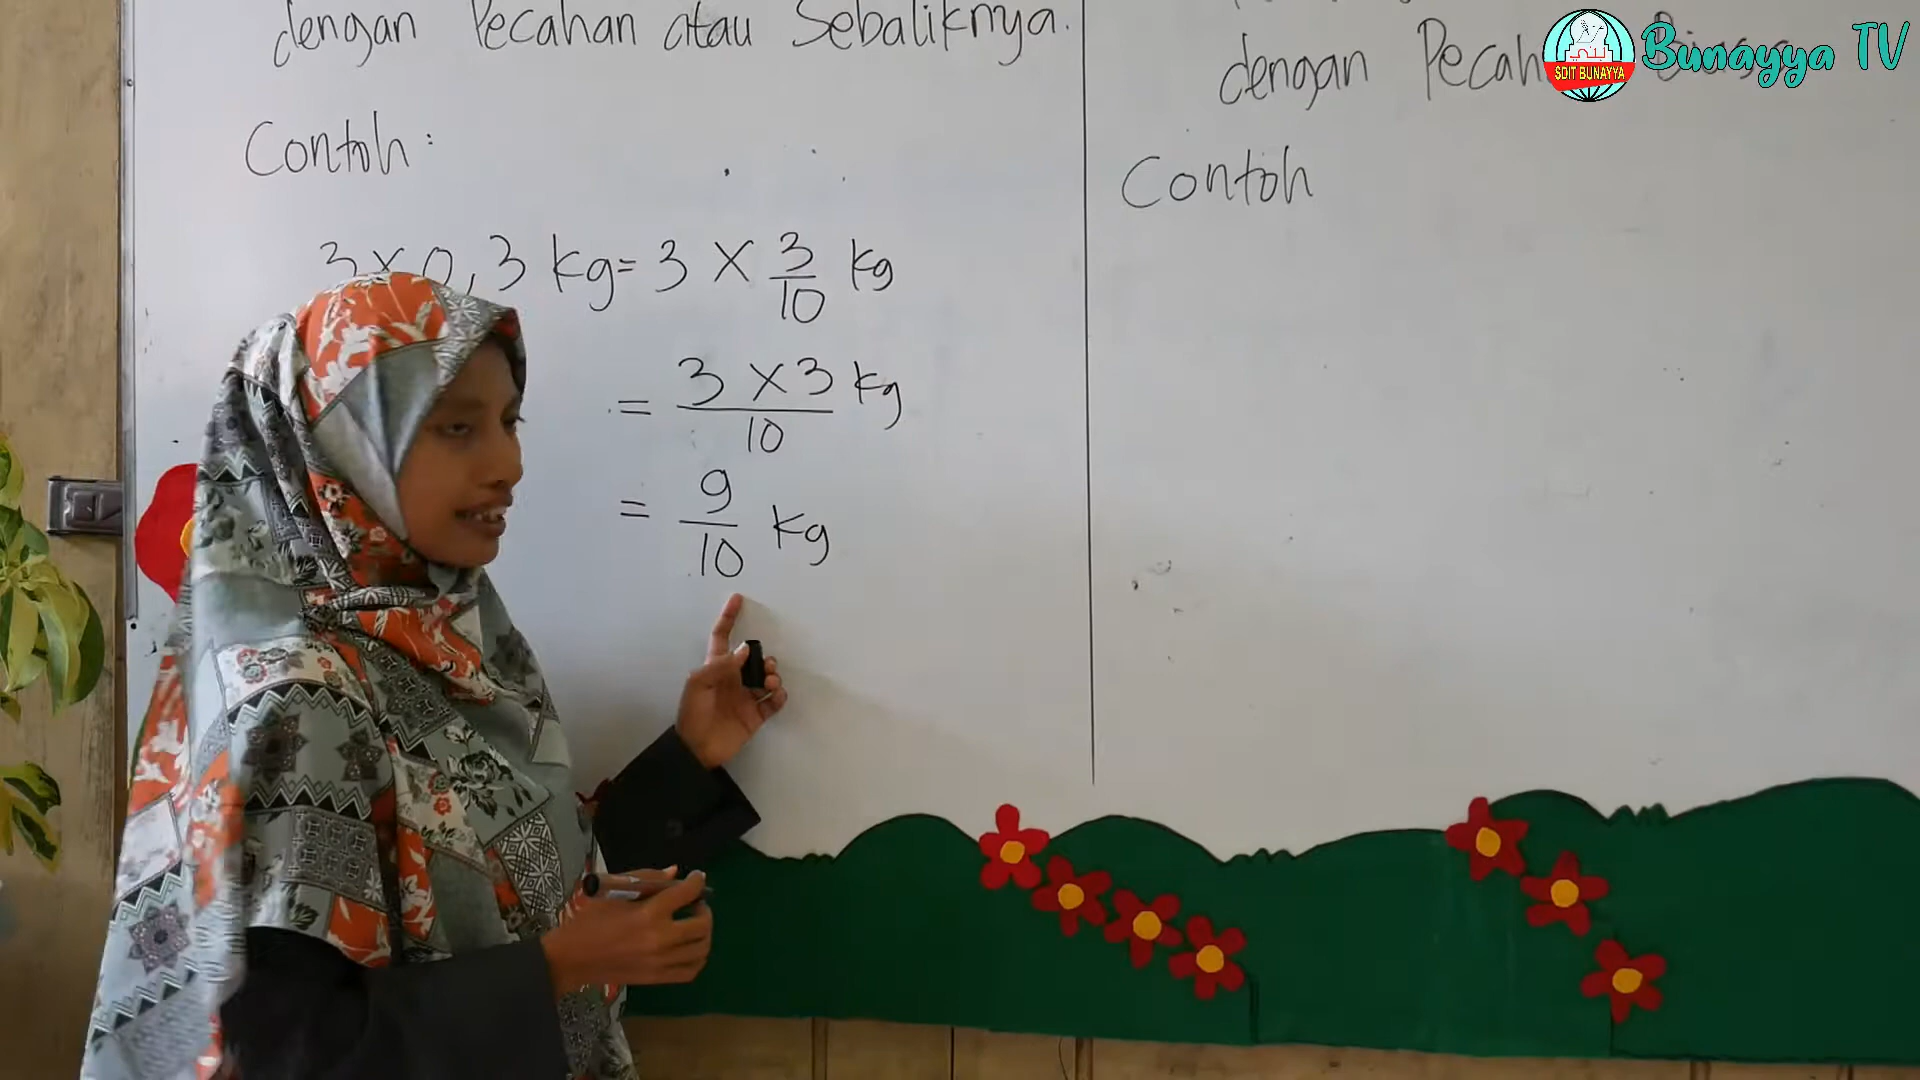 dengan Pecahan atau Sebaliknya.
Contoh:
3 x 0,3 kg = 3 X 3/10 kg
= 3 X 3/10 kg
= 9/10 kg
dengan Pecah
Contoh
SDIT BUNAYYA
Bunayya TV